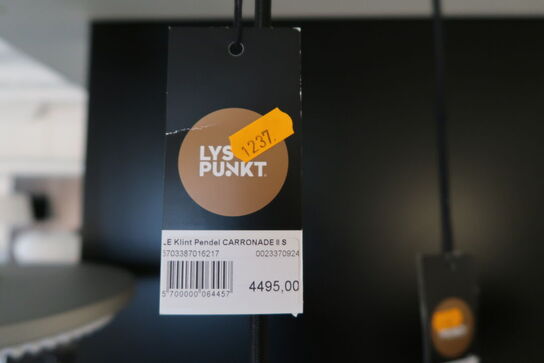 1237.
LYS
PUNKT.
LE Klint Pendel CARRONADE II S
5703387016217 0023370924
5 700000 064457
4495,00